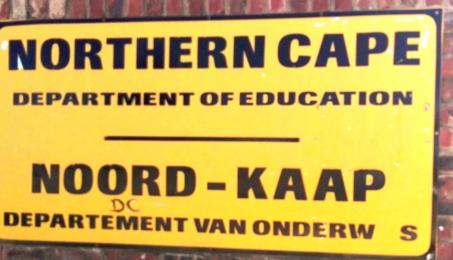 NORTHERN CAPE
DEPARTMENT OF EDUCATION
NOORD-KAAP
DC
DEPARTEMENT VAN ONDERW S